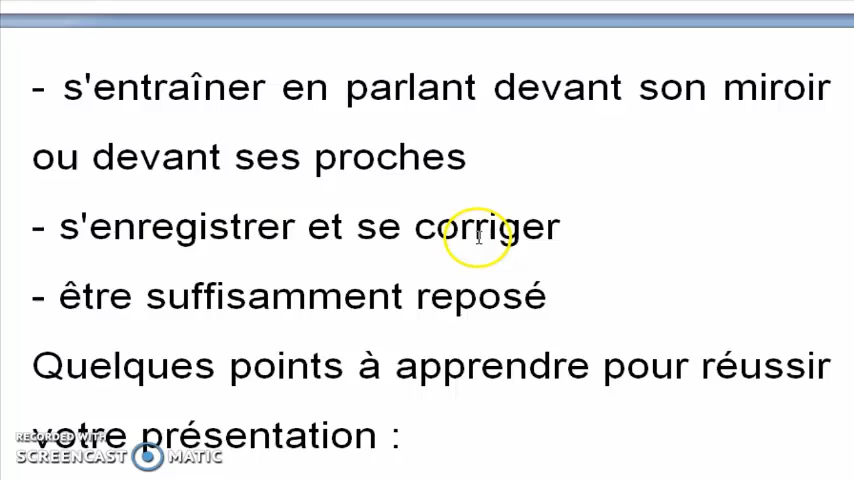 - s'entraîner en parlant devant son miroir
ou devant ses proches
- s'enregistrer et se corriger
- être suffisamment reposé
Quelques points à apprendre pour réussir
votre présentation :
RECORDED WITH
SCREENCAST MATIC